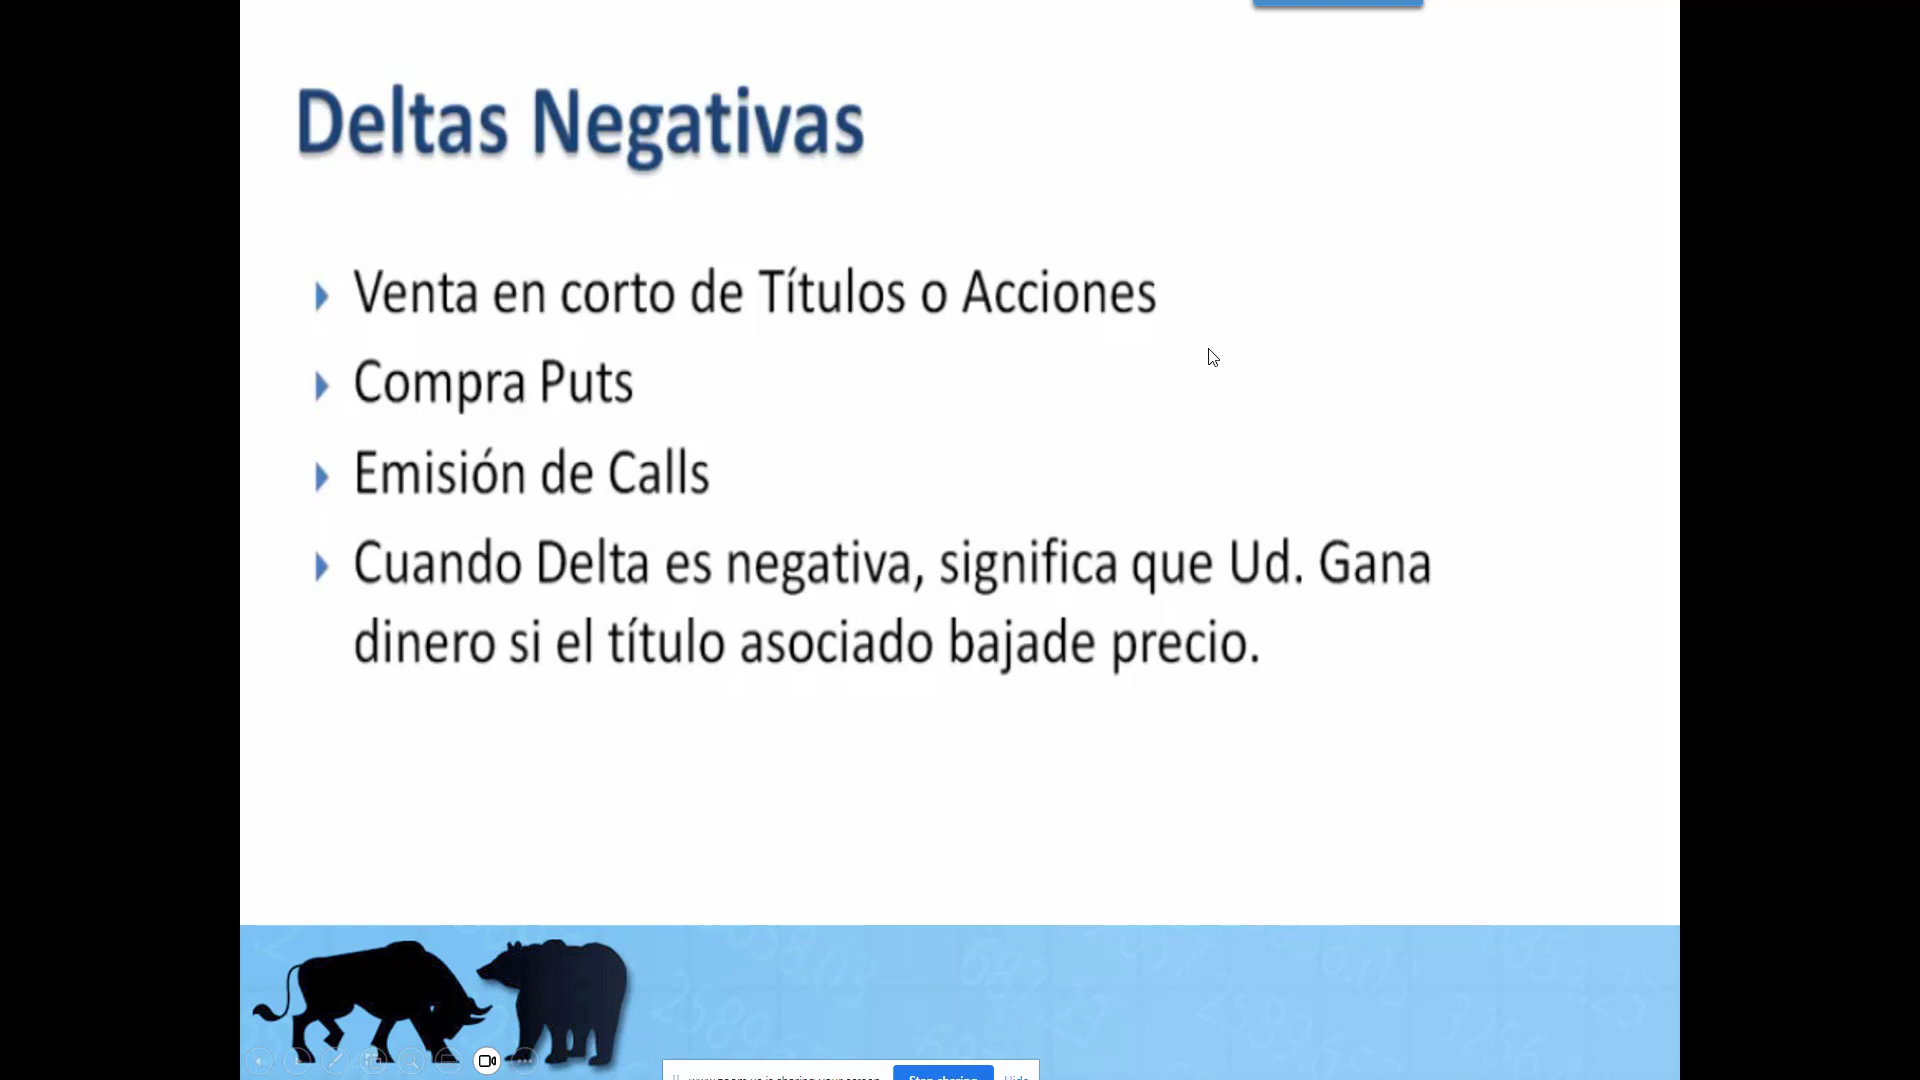 Deltas Negativas
Venta en corto de Títulos o Acciones
Compra Puts
Emisión de Calls
Cuando Delta es negativa, significa que Ud. Gana
dinero si el título asociado bajade precio.